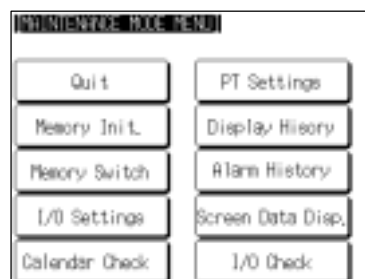 [MAINTENANCE MODE MENU]
Quit
PT Settings
Memory Init.
Display Hisory
Memory Switch
Alarm History
I/O Settings
Screen Data Disp.
Calendar Check
I/O Check